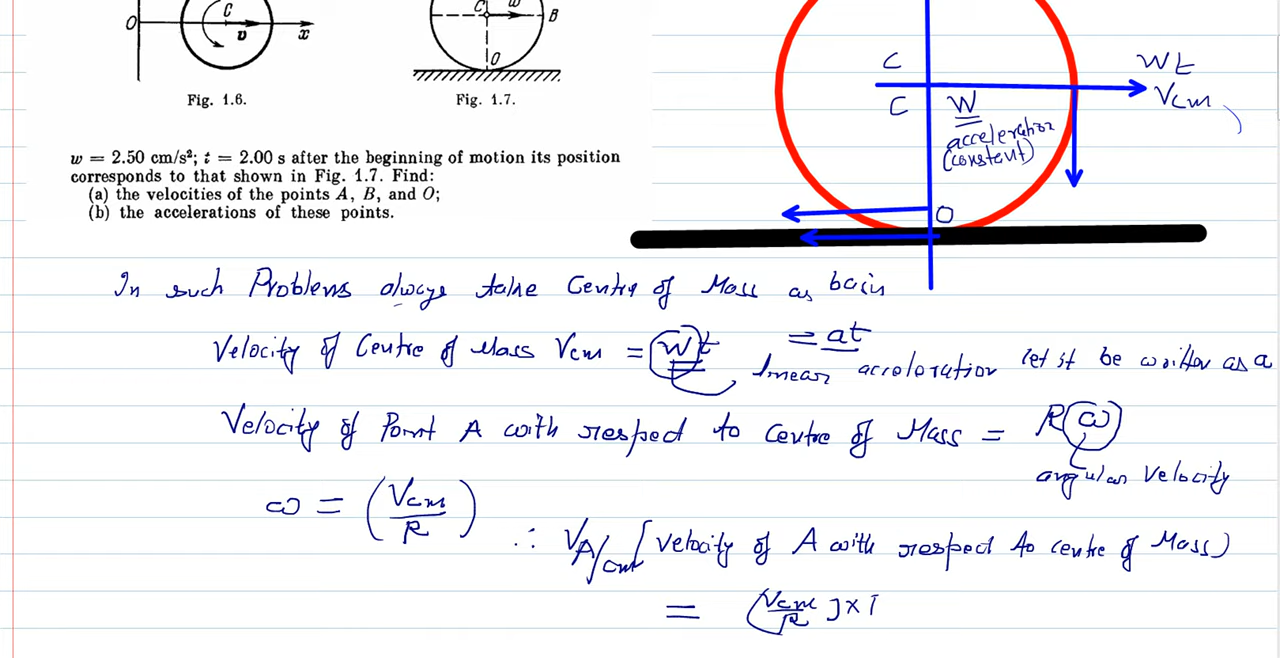 O C v x
C w B
O
Fig. 1.6. Fig. 1.7.
w = 2.50 cm/s²; t = 2.00 s after the beginning of motion its position
corresponds to that shown in Fig. 1.7. Find:
(a) the velocities of the points A, B, and O;
(b) the accelerations of these points.
C
C
W
acceleration
(constent)
Wt
Vcm
O
In such Problems always take Centre of Mass as basis
Velocity of Centre of Mass Vcm = Wt = at
linear acceleration let it be written as a
Velocity of Point A with respect to Centre of Mass = R(ω)
angular velocity
ω = (Vcm/R)
∴ VA/cm (velocity of A with respect to centre of Mass)
= (Vcm/R) ×